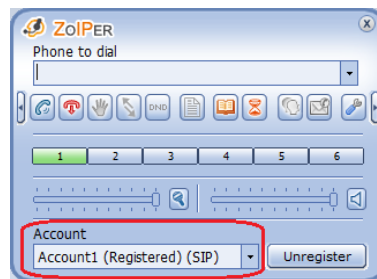 ZOIPER
Phone to dial
DND
1 2 3 4 5 6
Account
Account1 (Registered) (SIP) Unregister